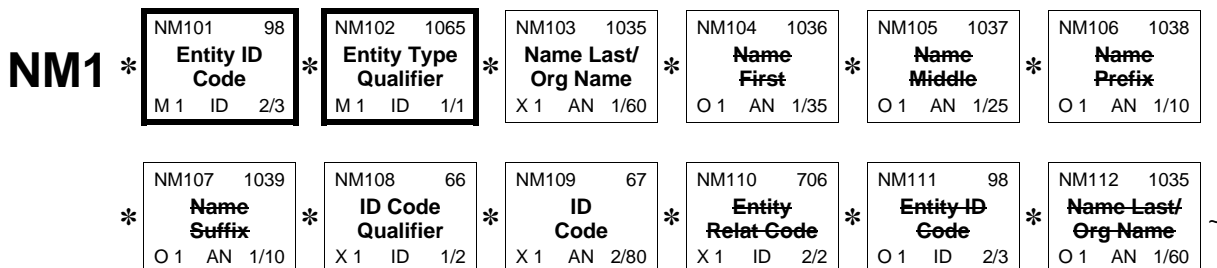 NM1 * NM101 98 * NM102 1065 * NM103 1035 * NM104 1036 * NM105 1037 * NM106 1038
Entity ID Entity Type Name Last/ Name Name Name
Code Qualifier Org Name First Middle Prefix
M 1 ID 2/3 M 1 ID 1/1 X 1 AN 1/60 O 1 AN 1/35 O 1 AN 1/25 O 1 AN 1/10
* NM107 1039 * NM108 66 * NM109 67 * NM110 706 * NM111 98 * NM112 1035 ~
Name ID Code ID Entity Entity ID Name Last/
Suffix Qualifier Code Relat Code Code Org Name
O 1 AN 1/10 X 1 ID 1/2 X 1 AN 2/80 X 1 ID 2/2 O 1 ID 2/3 O 1 AN 1/60